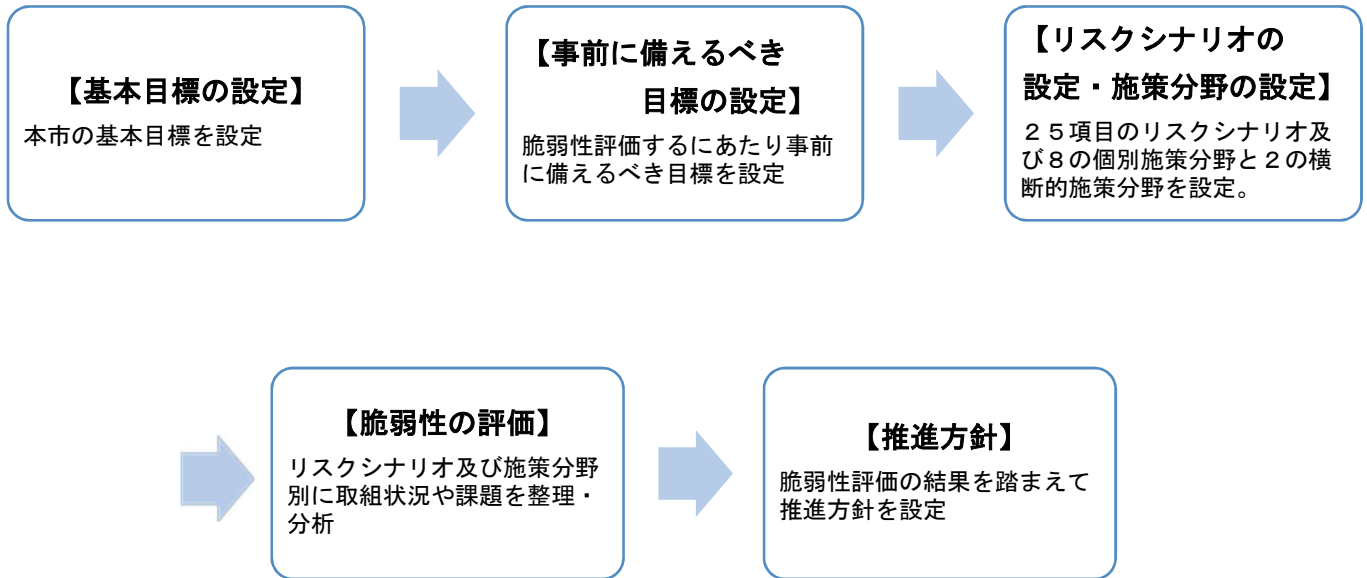 【基本目標の設定】
本市の基本目標を設定
【事前に備えるべき
目標の設定】
脆弱性評価するにあたり事前
に備えるべき目標を設定
【リスクシナリオの
設定・施策分野の設定】
２５項目のリスクシナリオ及
び８の個別施策分野と２の横
断的施策分野を設定。
【脆弱性の評価】
リスクシナリオ及び施策分野
別に取組状況や課題を整理・
分析
【推進方針】
脆弱性評価の結果を踏まえて
推進方針を設定